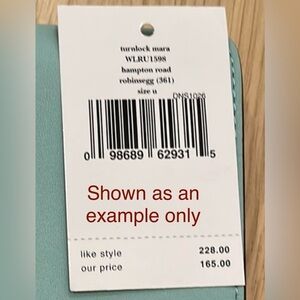 turnlock mara
WLRU1598
hampton road
robinsegg (361)
size u
DNS1026
0 98689 62931 5
Shown as an
example only
like style 228.00
our price 165.00